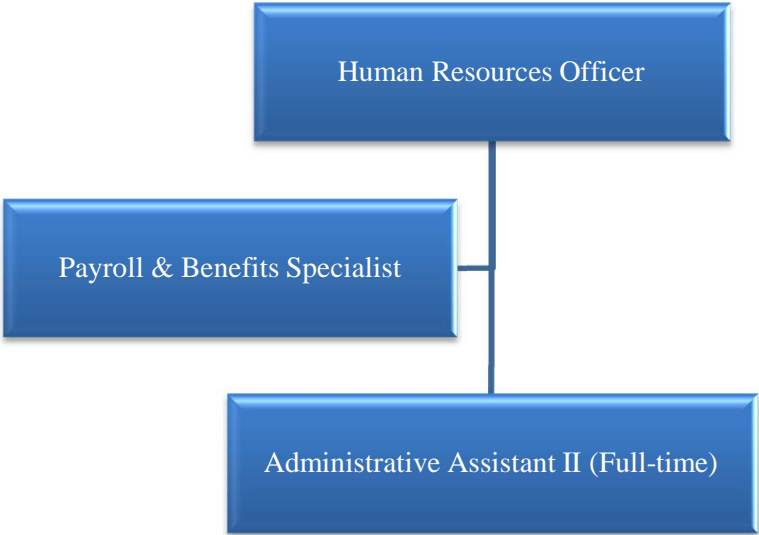 Human Resources Officer
Payroll & Benefits Specialist
Administrative Assistant II (Full-time)